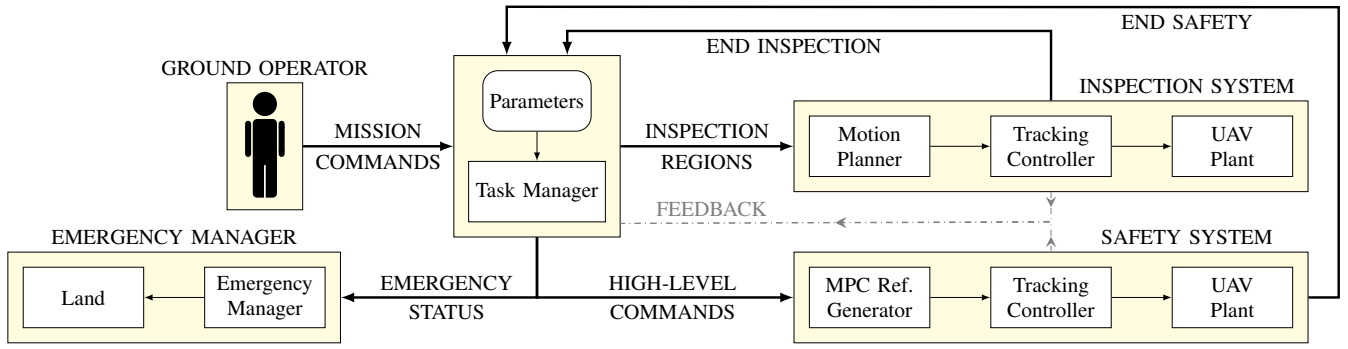 END SAFETY
END INSPECTION
GROUND OPERATOR
Parameters
INSPECTION SYSTEM
MISSION
COMMANDS
INSPECTION
REGIONS
Motion
Planner
Tracking
Controller
UAV
Plant
Task Manager
FEEDBACK
EMERGENCY MANAGER
SAFETY SYSTEM
Land
Emergency
Manager
EMERGENCY
STATUS
HIGH-LEVEL
COMMANDS
MPC Ref.
Generator
Tracking
Controller
UAV
Plant